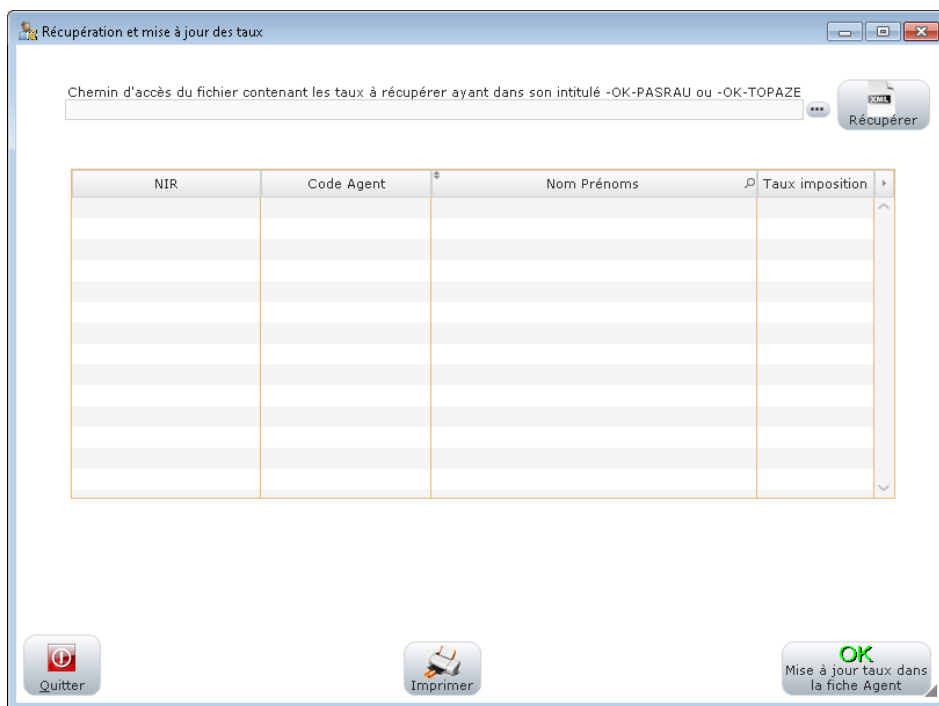 Récupération et mise à jour des taux
Chemin d'accès du fichier contenant les taux à récupérer ayant dans son intitulé -OK-PASRAU ou -OK-TOPAZE
XML
Récupérer
NIR Code Agent Nom Prénoms Taux imposition
Quitter
Imprimer
OK
Mise à jour taux dans
la fiche Agent